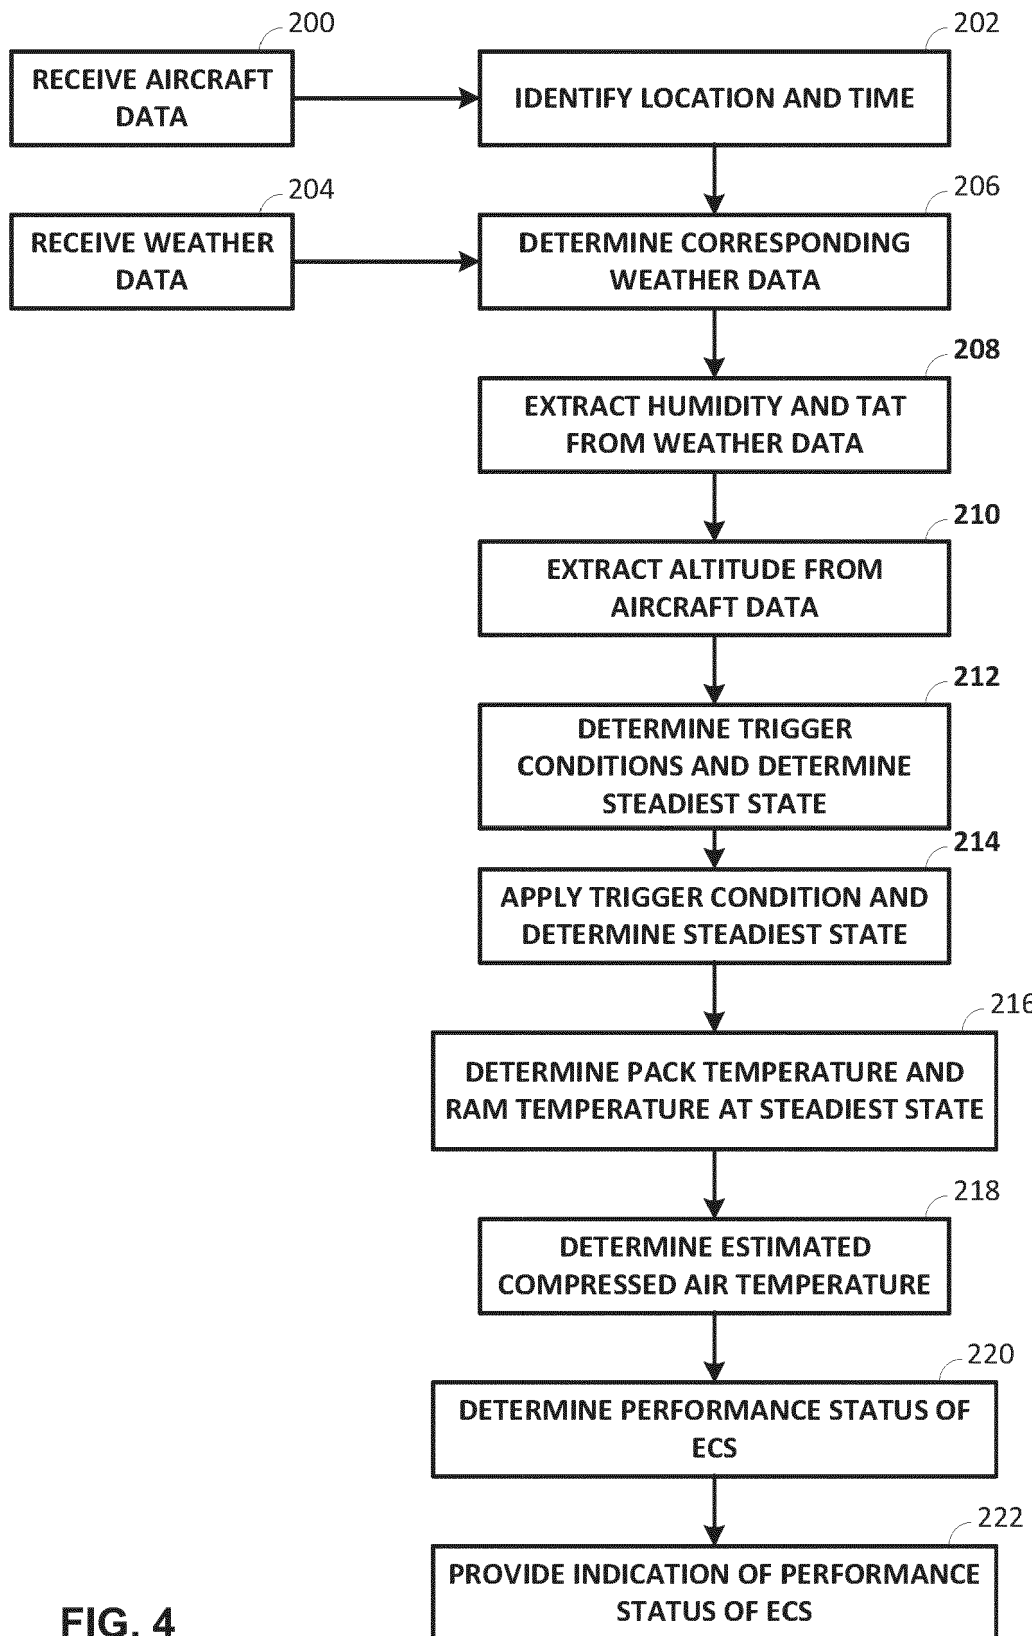 200
RECEIVE AIRCRAFT
DATA
202
IDENTIFY LOCATION AND TIME
204
RECEIVE WEATHER
DATA
206
DETERMINE CORRESPONDING
WEATHER DATA
208
EXTRACT HUMIDITY AND TAT
FROM WEATHER DATA
210
EXTRACT ALTITUDE FROM
AIRCRAFT DATA
212
DETERMINE TRIGGER
CONDITIONS AND DETERMINE
STEADIEST STATE
214
APPLY TRIGGER CONDITION AND
DETERMINE STEADIEST STATE
216
DETERMINE PACK TEMPERATURE AND
RAM TEMPERATURE AT STEADIEST STATE
218
DETERMINE ESTIMATED
COMPRESSED AIR TEMPERATURE
220
DETERMINE PERFORMANCE STATUS OF
ECS
222
PROVIDE INDICATION OF PERFORMANCE
STATUS OF ECS
FIG. 4